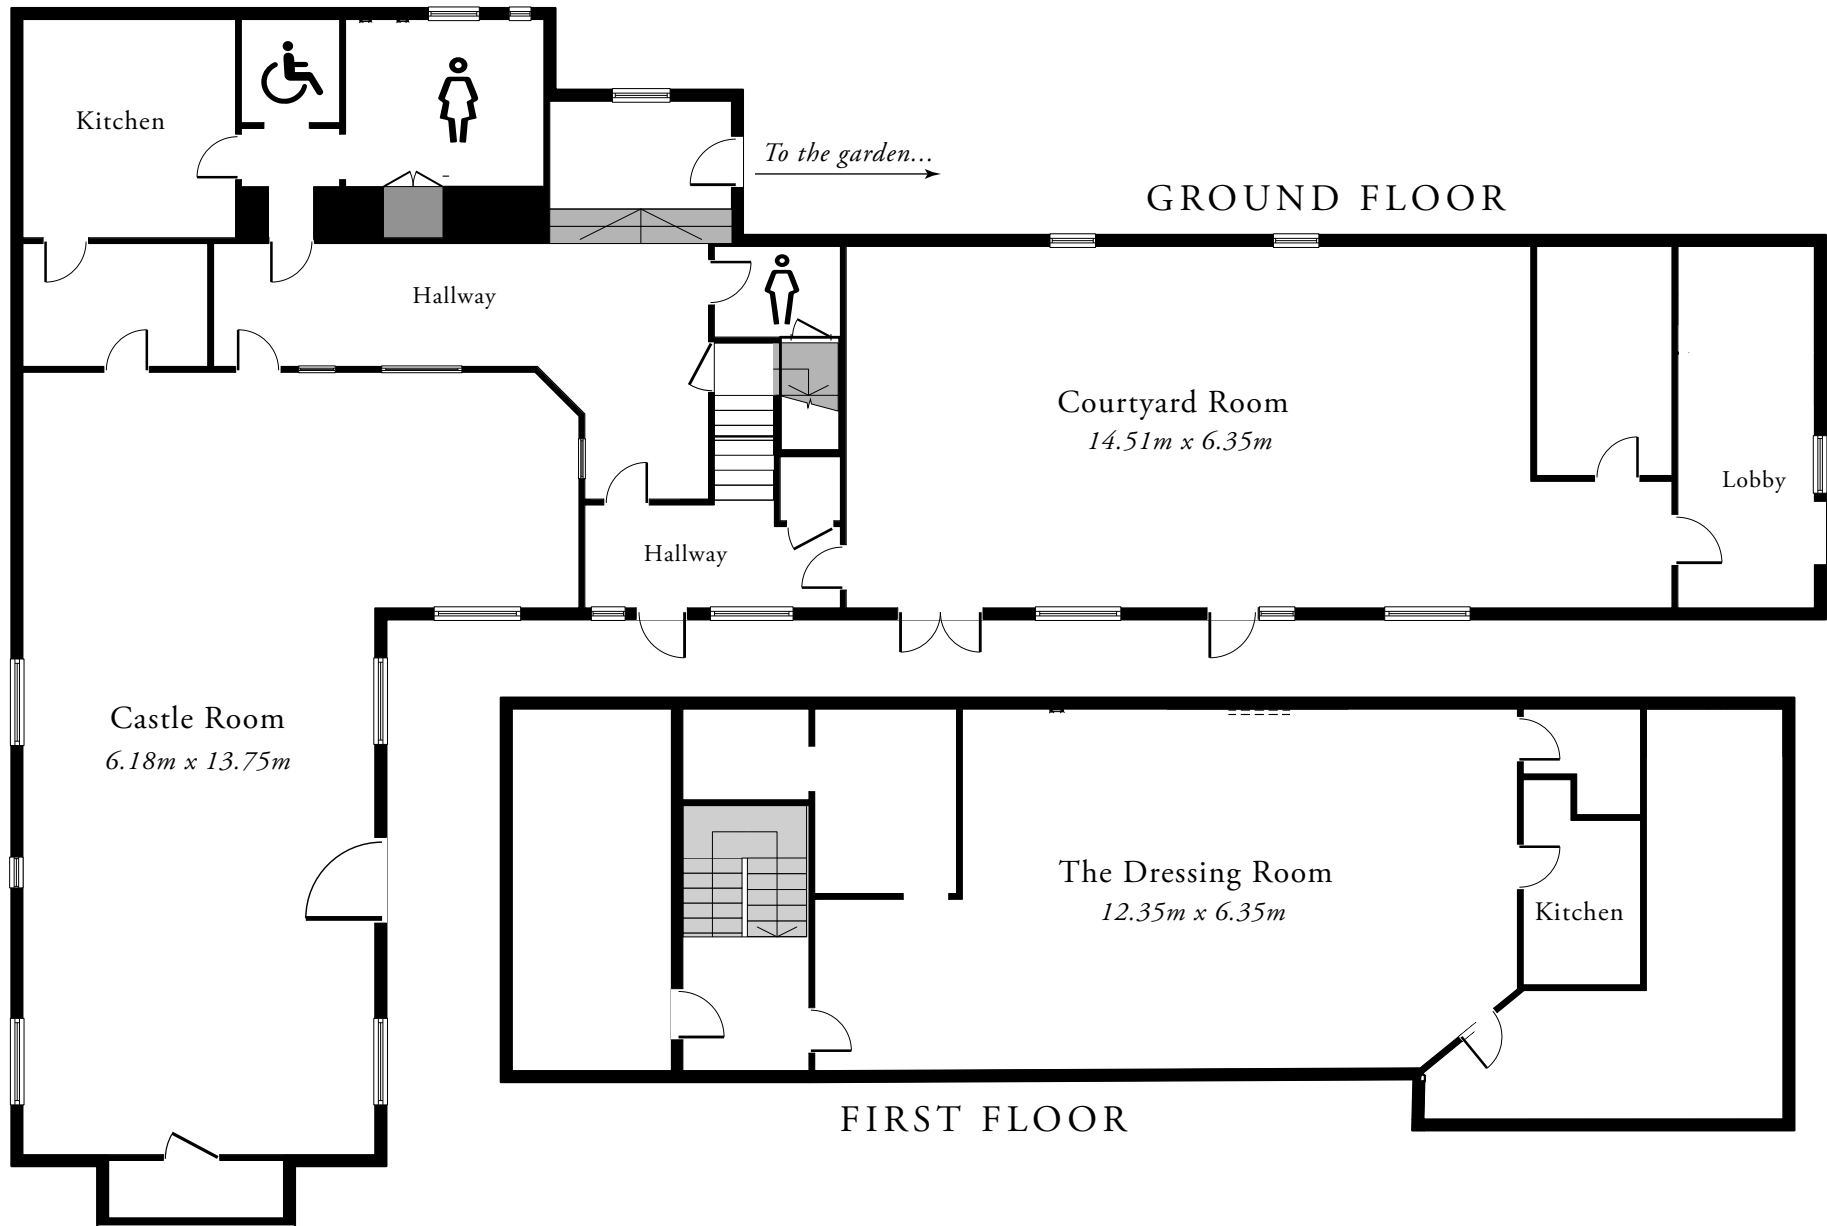 Kitchen
To the garden...
GROUND FLOOR
Hallway
Courtyard Room
14.51m x 6.35m
Lobby
Hallway
Castle Room
6.18m x 13.75m
The Dressing Room
12.35m x 6.35m
Kitchen
FIRST FLOOR